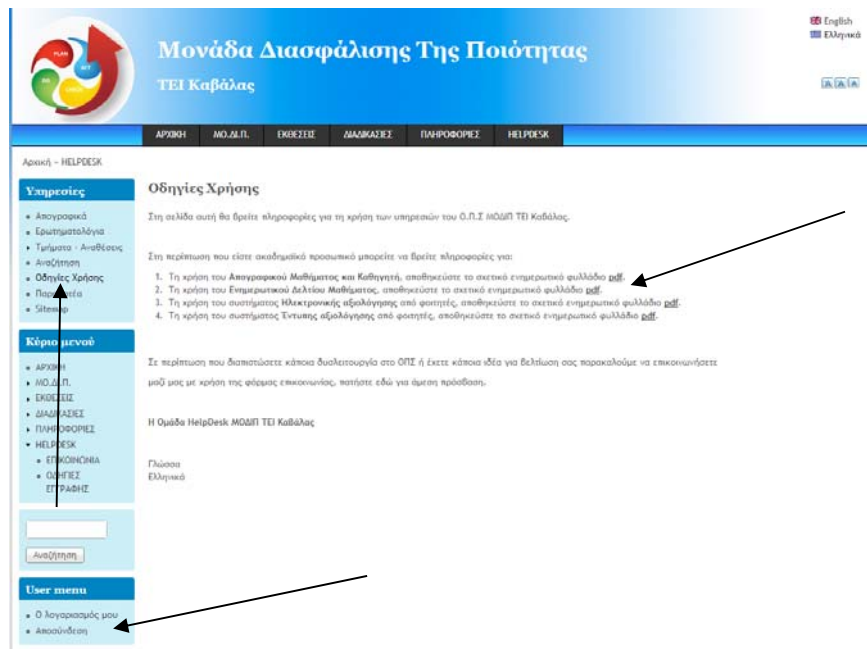 PLAN
ACT
DO
CHECK
Μονάδα Διασφάλισης Της Ποιότητας
ΤΕΙ Καβάλας
English
Ελληνικά
A A A
ΑΡΧΙΚΗ ΜΟ.ΔΙ.Π. ΕΚΘΕΣΕΙΣ ΔΙΑΔΙΚΑΣΙΕΣ ΠΛΗΡΟΦΟΡΙΕΣ HELPDESK
Αρχική - HELPDESK
Υπηρεσίες
Απογραφικά
Ερωτηματολόγια
Τμήματα - Αναθέσεις
Αναζήτηση
Οδηγίες Χρήσης
Sitemap
Κύριο μενού
ΑΡΧΙΚΗ
ΜΟ.ΔΙ.Π.
ΕΚΘΕΣΕΙΣ
ΔΙΑΔΙΚΑΣΙΕΣ
ΠΛΗΡΟΦΟΡΙΕΣ
HELPDESK
ΕΠΙΚΟΙΝΩΝΙΑ
ΟΔΗΓΙΕΣ
ΕΓΓΡΑΦΗΣ
Αναζήτηση
User menu
Ο λογαριασμός μου
Αποσύνδεση
Οδηγίες Χρήσης
Στη σελίδα αυτή θα βρείτε πληροφορίες για τη χρήση των υπηρεσιών του Ο.Π.Σ ΜΟΔΙΠ ΤΕΙ Καβάλας.
Στη περίπτωση που είστε ακαδημαϊκό προσωπικό μπορείτε να βρείτε πληροφορίες για:
1. Τη χρήση του Απογραφικού Μαθήματος και Καθηγητή, αποθηκεύστε το σχετικό ενημερωτικό φυλλάδιο pdf.
2. Τη χρήση του Ενημερωτικού Δελτίου Μαθήματος, αποθηκεύστε το σχετικό ενημερωτικό φυλλάδιο pdf.
3. Τη χρήση του συστήματος Ηλεκτρονικής αξιολόγησης από φοιτητές, αποθηκεύστε το σχετικό ενημερωτικό φυλλάδιο pdf.
4. Τη χρήση του συστήματος Έντυπης αξιολόγησης από φοιτητές, αποθηκεύστε το σχετικό ενημερωτικό φυλλάδιο pdf.
Σε περίπτωση που διαπιστώσετε κάποια δυσλειτουργία στο ΟΠΣ ή έχετε κάποια ιδέα για βελτίωση σας παρακαλούμε να επικοινωνήσετε
μαζί μας με χρήση της φόρμας επικοινωνίας, πατήστε εδώ για άμεση πρόσβαση.
Η Ομάδα HelpDesk ΜΟΔΙΠ ΤΕΙ Καβάλας
Γλώσσα
Ελληνικά